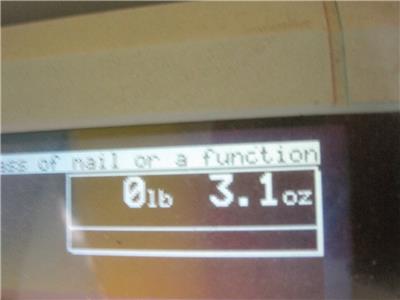 ass of mail or a function
0lb 3.1oz